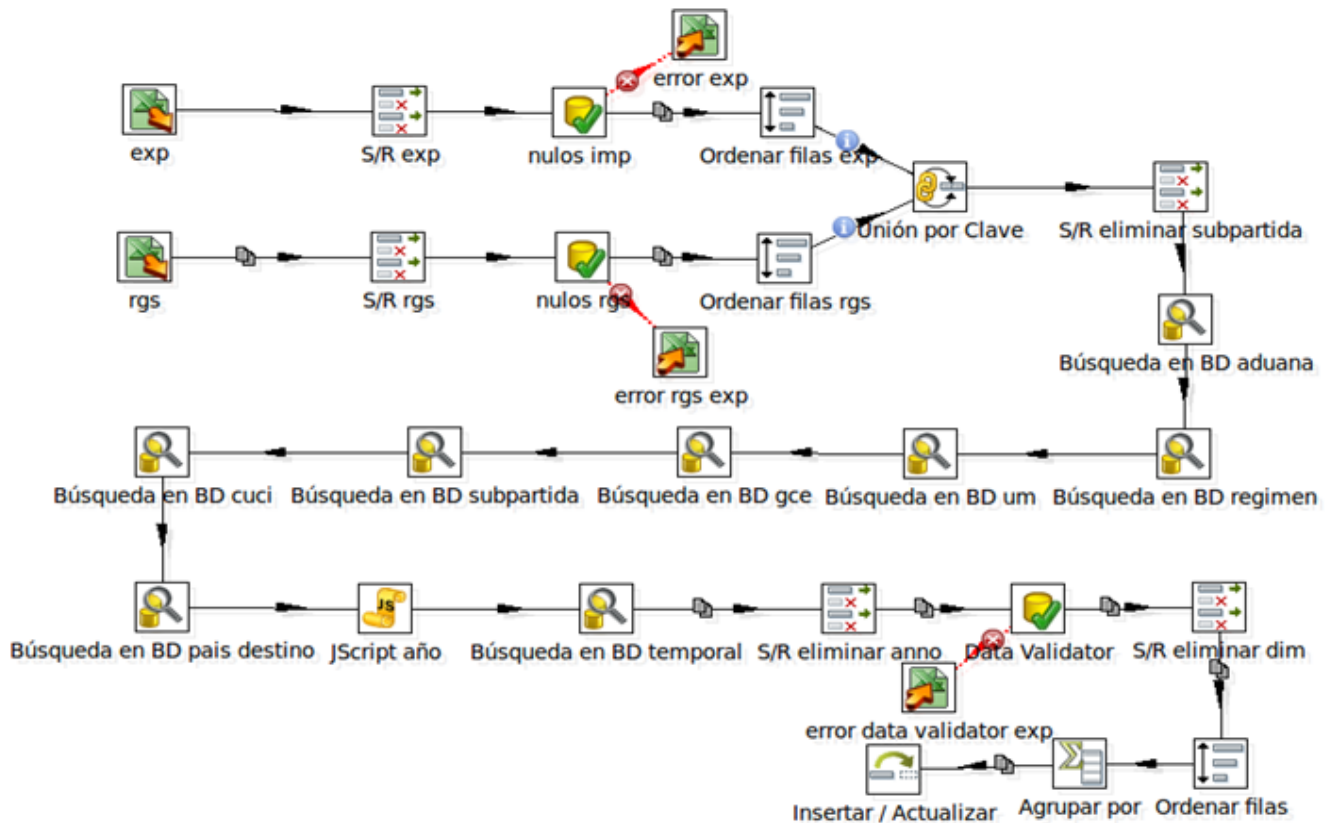 error exp
exp
S/R exp
nulos imp
Ordenar filas exp
Unión por Clave
S/R eliminar subpartida
rgs
S/R rgs
nulos rgs
Ordenar filas rgs
error rgs exp
Búsqueda en BD aduana
Búsqueda en BD cuci
Búsqueda en BD subpartida
Búsqueda en BD gce
Búsqueda en BD um
Búsqueda en BD regimen
JS
Búsqueda en BD pais destino
JScript año
Búsqueda en BD temporal
S/R eliminar anno
Data Validator
S/R eliminar dim
error data validator exp
Insertar / Actualizar
Agrupar por
Ordenar filas